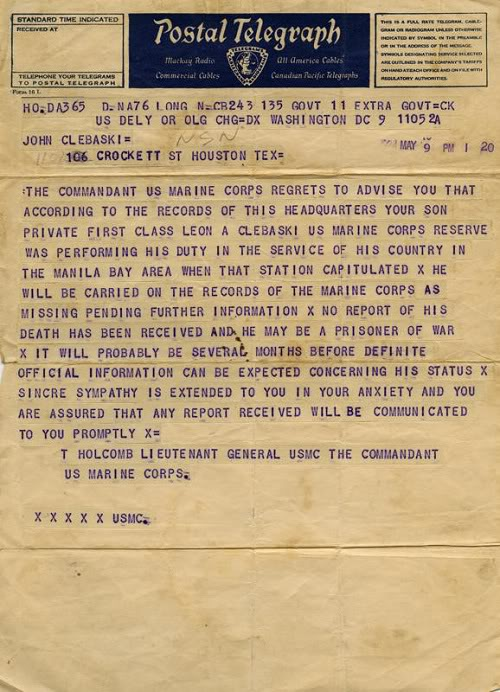 STANDARD TIME INDICATED
RECEIVED AT
TELEPHONE YOUR TELEGRAMS
TO POSTAL TELEGRAPH
Form 16 L
Postal Telegraph
Mackay Radio
All America Cables
Commercial Cables
Canadian Pacific Telegraphs
THIS IS A FULL RATE TELEGRAM, CABLE-
GRAM OR RADIOGRAM UNLESS OTHERWISE
INDICATED BY SYMBOL IN THE PREAMBLE
OR IN THE ADDRESS OF THE MESSAGE.
SYMBOLS DESIGNATING SERVICE SELECTED
ARE OUTLINED IN THE COMPANY'S TARIFFS
ON HAND AT EACH OFFICE AND ON FILE WITH
REGULATORY AUTHORITIES.
HO.DA365 D.NA76 LONG N.CR243 135 GOVT 11 EXTRA GOVT=CK
US DELY OR OLG CHG=DX WASHINGTON DC 9 1105 2A
JOHN CLEBASKI= NSN
106 CROCKETT ST HOUSTON TEX= MAY 9 PM 1 20
:THE COMMANDANT US MARINE CORPS REGRETS TO ADVISE YOU THAT
ACCORDING TO THE RECORDS OF THIS HEADQUARTERS YOUR SON
PRIVATE FIRST CLASS LEON A CLEBASKI US MARINE CORPS RESERVE
WAS PERFORMING HIS DUTY IN THE SERVICE OF HIS COUNTRY IN
THE MANILA BAY AREA WHEN THAT STATION CAPITULATED X HE
WILL BE CARRIED ON THE RECORDS OF THE MARINE CORPS AS
MISSING PENDING FURTHER INFORMATION X NO REPORT OF HIS
DEATH HAS BEEN RECEIVED AND HE MAY BE A PRISONER OF WAR
X IT WILL PROBABLY BE SEVERAL MONTHS BEFORE DEFINITE
OFFICIAL INFORMATION CAN BE EXPECTED CONCERNING HIS STATUS X
SINCRE SYMPATHY IS EXTENDED TO YOU IN YOUR ANXIETY AND YOU
ARE ASSURED THAT ANY REPORT RECEIVED WILL BE COMMUNICATED
TO YOU PROMPTLY X=
T HOLCOMB LIEUTENANT GENERAL USMC THE COMMANDANT
US MARINE CORPS.
X X X X X USMC.